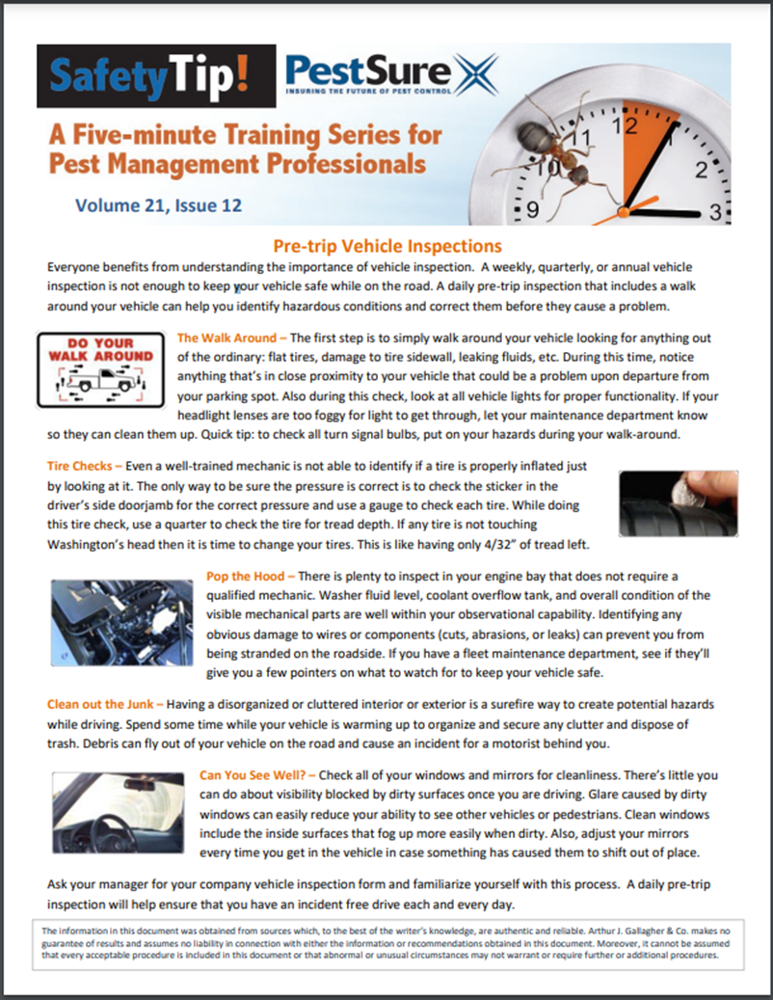 SafetyTip!
PestSure
INSURING THE FUTURE OF PEST CONTROL
A Five-minute Training Series for
Pest Management Professionals
Volume 21, Issue 12
11 12 1
10 2
9 3
Pre-trip Vehicle Inspections
Everyone benefits from understanding the importance of vehicle inspection. A weekly, quarterly, or annual vehicle
inspection is not enough to keep your vehicle safe while on the road. A daily pre-trip inspection that includes a walk
around your vehicle can help you identify hazardous conditions and correct them before they cause a problem.
DO YOUR
WALK AROUND
The Walk Around – The first step is to simply walk around your vehicle looking for anything out
of the ordinary: flat tires, damage to tire sidewall, leaking fluids, etc. During this time, notice
anything that's in close proximity to your vehicle that could be a problem upon departure from
your parking spot. Also during this check, look at all vehicle lights for proper functionality. If your
headlight lenses are too foggy for light to get through, let your maintenance department know
so they can clean them up. Quick tip: to check all turn signal bulbs, put on your hazards during your walk-around.
Tire Checks – Even a well-trained mechanic is not able to identify if a tire is properly inflated just
by looking at it. The only way to be sure the pressure is correct is to check the sticker in the
driver's side doorjamb for the correct pressure and use a gauge to check each tire. While doing
this tire check, use a quarter to check the tire for tread depth. If any tire is not touching
Washington's head then it is time to change your tires. This is like having only 4/32" of tread left.
Pop the Hood – There is plenty to inspect in your engine bay that does not require a
qualified mechanic. Washer fluid level, coolant overflow tank, and overall condition of the
visible mechanical parts are well within your observational capability. Identifying any
obvious damage to wires or components (cuts, abrasions, or leaks) can prevent you from
being stranded on the roadside. If you have a fleet maintenance department, see if they'll
give you a few pointers on what to watch for to keep your vehicle safe.
Clean out the Junk – Having a disorganized or cluttered interior or exterior is a surefire way to create potential hazards
while driving. Spend some time while your vehicle is warming up to organize and secure any clutter and dispose of
trash. Debris can fly out of your vehicle on the road and cause an incident for a motorist behind you.
Can You See Well? – Check all of your windows and mirrors for cleanliness. There's little you
can do about visibility blocked by dirty surfaces once you are driving. Glare caused by dirty
windows can easily reduce your ability to see other vehicles or pedestrians. Clean windows
include the inside surfaces that fog up more easily when dirty. Also, adjust your mirrors
every time you get in the vehicle in case something has caused them to shift out of place.
Ask your manager for your company vehicle inspection form and familiarize yourself with this process. A daily pre-trip
inspection will help ensure that you have an incident free drive each and every day.
The information in this document was obtained from sources which, to the best of the writer's knowledge, are authentic and reliable. Arthur J. Gallagher & Co. makes no
guarantee of results and assumes no liability in connection with either the information or recommendations obtained in this document. Moreover, it cannot be assumed
that every acceptable procedure is included in this document or that abnormal or unusual circumstances may not warrant or require further or additional procedures.